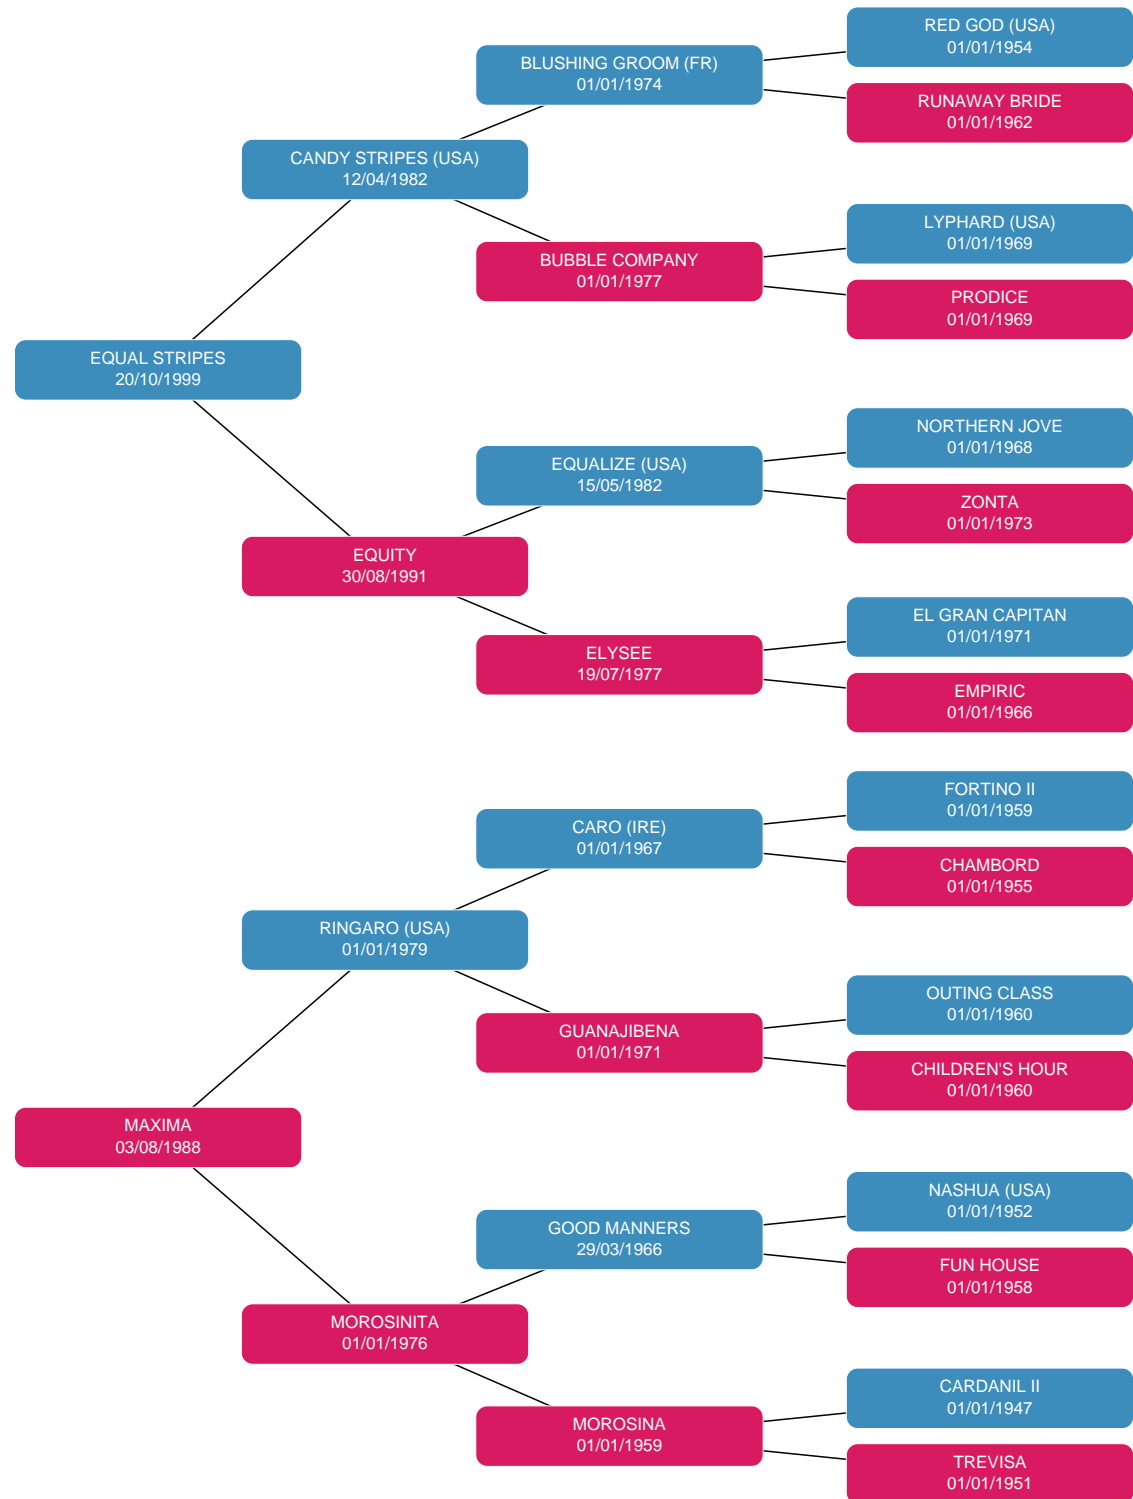 RED GOD (USA)
01/01/1954
BLUSHING GROOM (FR)
01/01/1974
RUNAWAY BRIDE
01/01/1962
CANDY STRIPES (USA)
12/04/1982
LYPHARD (USA)
01/01/1969
BUBBLE COMPANY
01/01/1977
PRODICE
01/01/1969
EQUAL STRIPES
20/10/1999
NORTHERN JOVE
01/01/1968
EQUALIZE (USA)
15/05/1982
ZONTA
01/01/1973
EQUITY
30/08/1991
EL GRAN CAPITAN
01/01/1971
ELYSEE
19/07/1977
EMPIRIC
01/01/1966
FORTINO II
01/01/1959
CARO (IRE)
01/01/1967
CHAMBORD
01/01/1955
RINGARO (USA)
01/01/1979
OUTING CLASS
01/01/1960
GUANAJIBENA
01/01/1971
CHILDREN'S HOUR
01/01/1960
MAXIMA
03/08/1988
NASHUA (USA)
01/01/1952
GOOD MANNERS
29/03/1966
FUN HOUSE
01/01/1958
MOROSINITA
01/01/1976
CARDANIL II
01/01/1947
MOROSINA
01/01/1959
TREVISA
01/01/1951